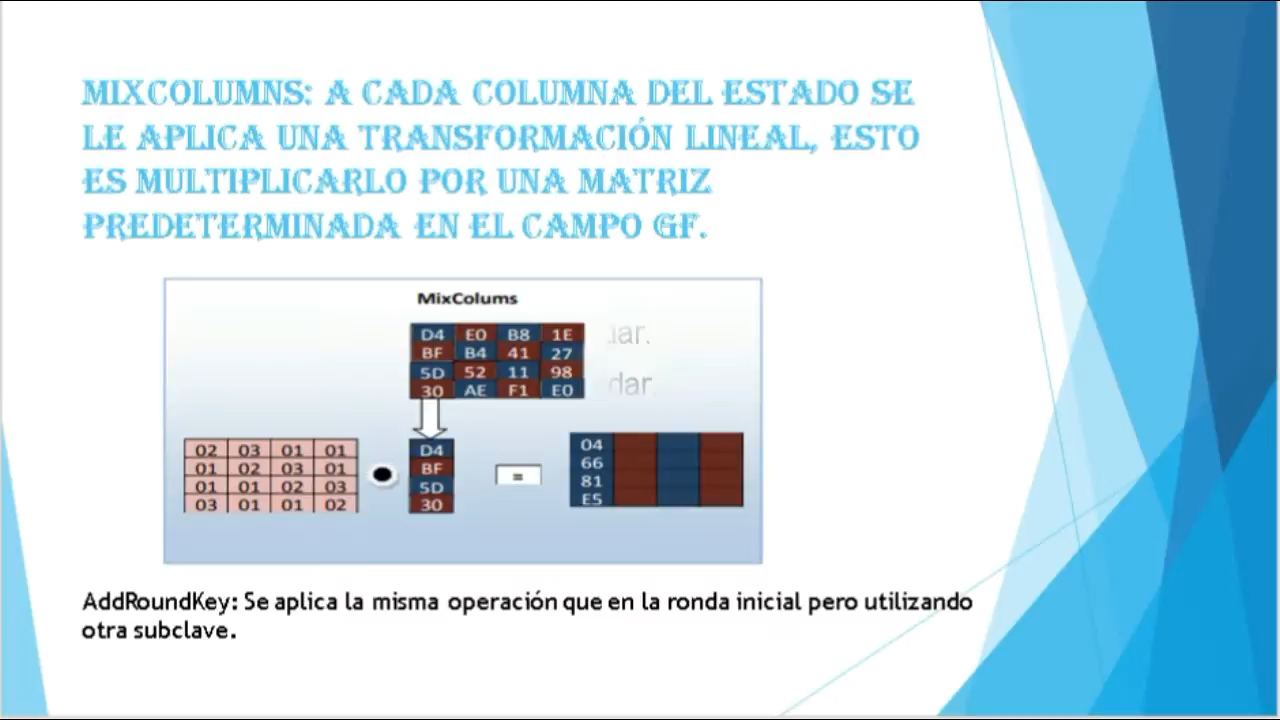 MIXCOLUMNS: A CADA COLUMNA DEL ESTADO SE
LE APLICA UNA TRANSFORMACIÓN LINEAL, ESTO
ES MULTIPLICARLO POR UNA MATRIZ
PREDETERMINADA EN EL CAMPO GF.
MixColums
D4 E0 B8 1E
BF B4 41 27
5D 52 11 98
30 AE F1 E0
02 03 01 01
01 02 03 01
01 01 02 03
03 01 01 02
D4
BF
5D
30
=
04
66
81
E5
AddRoundKey: Se aplica la misma operación que en la ronda inicial pero utilizando
otra subclave.